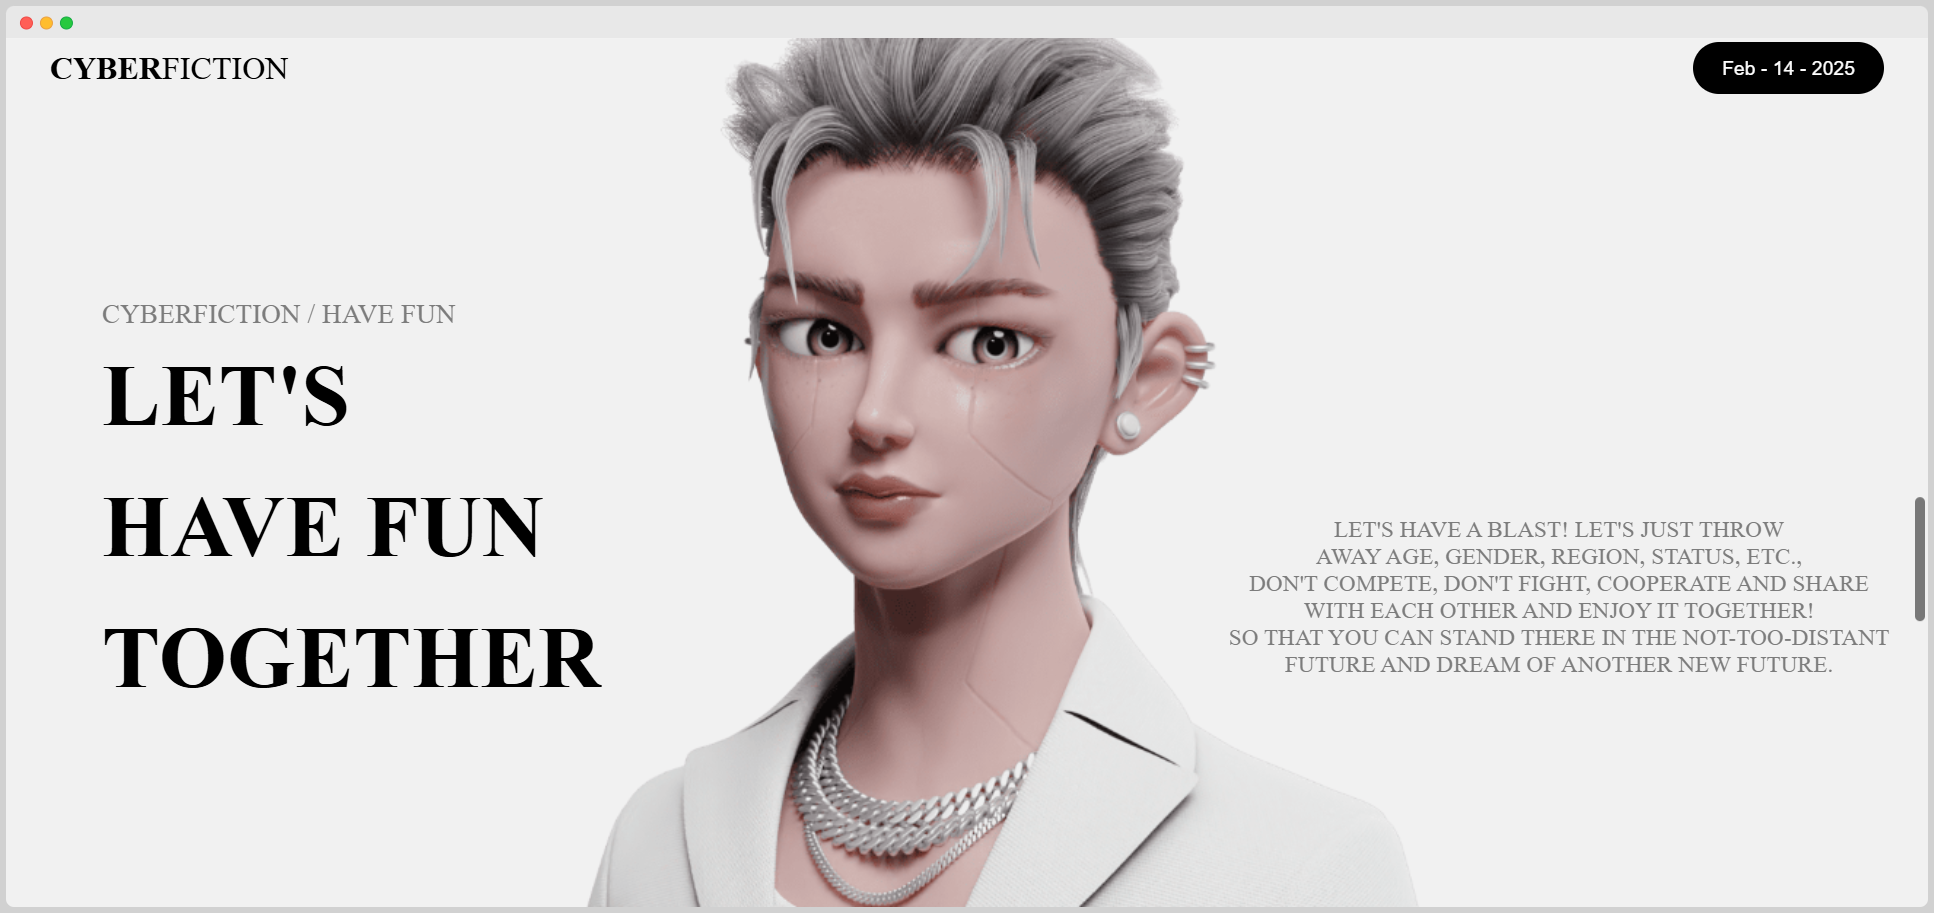 CYBERFICTION
Feb - 14 - 2025
CYBERFICTION / HAVE FUN
LET'S
HAVE FUN
TOGETHER
LET'S HAVE A BLAST! LET'S JUST THROW
AWAY AGE, GENDER, REGION, STATUS, ETC.,
DON'T COMPETE, DON'T FIGHT, COOPERATE AND SHARE
WITH EACH OTHER AND ENJOY IT TOGETHER!
SO THAT YOU CAN STAND THERE IN THE NOT-TOO-DISTANT
FUTURE AND DREAM OF ANOTHER NEW FUTURE.